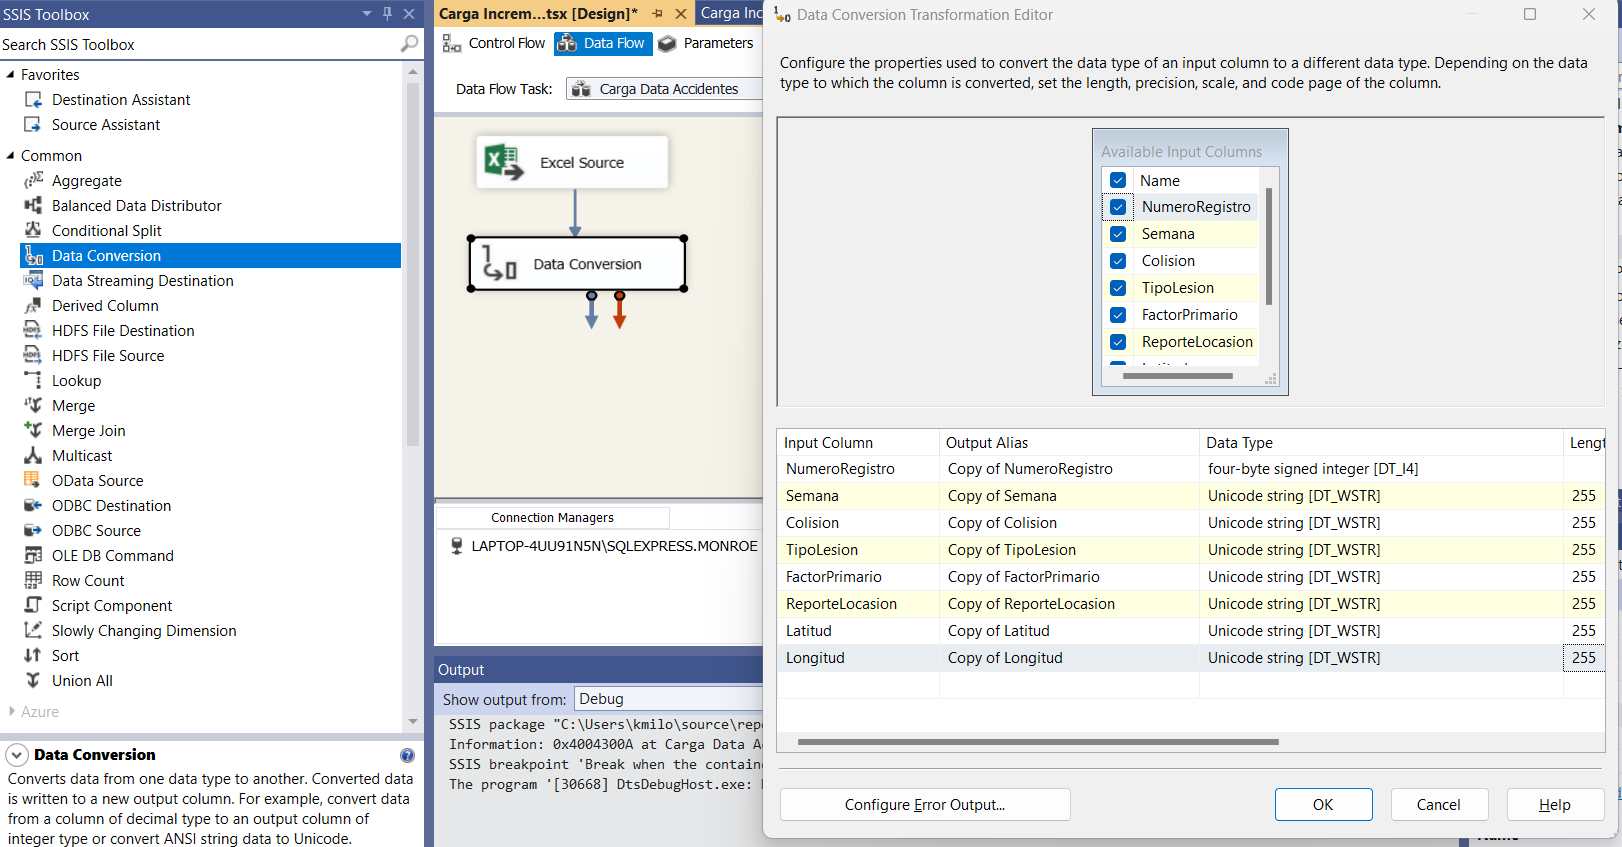 SSIS Toolbox
Search SSIS Toolbox
Favorites
Destination Assistant
Source Assistant
Common
Aggregate
Balanced Data Distributor
Conditional Split
Data Conversion
Data Streaming Destination
Derived Column
HDFS File Destination
HDFS File Source
Lookup
Merge
Merge Join
Multicast
OData Source
ODBC Destination
ODBC Source
OLE DB Command
Row Count
Script Component
Slowly Changing Dimension
Sort
Union All
Azure
Data Conversion
Converts data from one data type to another. Converted data
is written to a new output column. For example, convert data
from a column of decimal type to an output column of
integer type or convert ANSI string data to Unicode.
Carga Increm...tsx [Design]*
Carga Inc
Control Flow
Data Flow
Parameters
Data Flow Task:
Carga Data Accidentes
Excel Source
Data Conversion
Connection Managers
LAPTOP-4UU91N5N\SQLEXPRESS.MONROE
Output
Show output from:
Debug
SSIS package "C:\Users\kmilo\source\rep
Information: 0x4004300A at Carga Data A
SSIS breakpoint 'Break when the contain
The program '[30668] DtsDebugHost.exe:
Data Conversion Transformation Editor
Configure the properties used to convert the data type of an input column to a different data type. Depending on the data
type to which the column is converted, set the length, precision, scale, and code page of the column.
Available Input Columns
Name
NumeroRegistro
Semana
Colision
TipoLesion
FactorPrimario
ReporteLocasion
Input Column Output Alias Data Type Lengt
NumeroRegistro Copy of NumeroRegistro four-byte signed integer [DT_I4]
Semana Copy of Semana Unicode string [DT_WSTR] 255
Colision Copy of Colision Unicode string [DT_WSTR] 255
TipoLesion Copy of TipoLesion Unicode string [DT_WSTR] 255
FactorPrimario Copy of FactorPrimario Unicode string [DT_WSTR] 255
ReporteLocasion Copy of ReporteLocasion Unicode string [DT_WSTR] 255
Latitud Copy of Latitud Unicode string [DT_WSTR] 255
Longitud Copy of Longitud Unicode string [DT_WSTR] 255
Configure Error Output...
OK
Cancel
Help